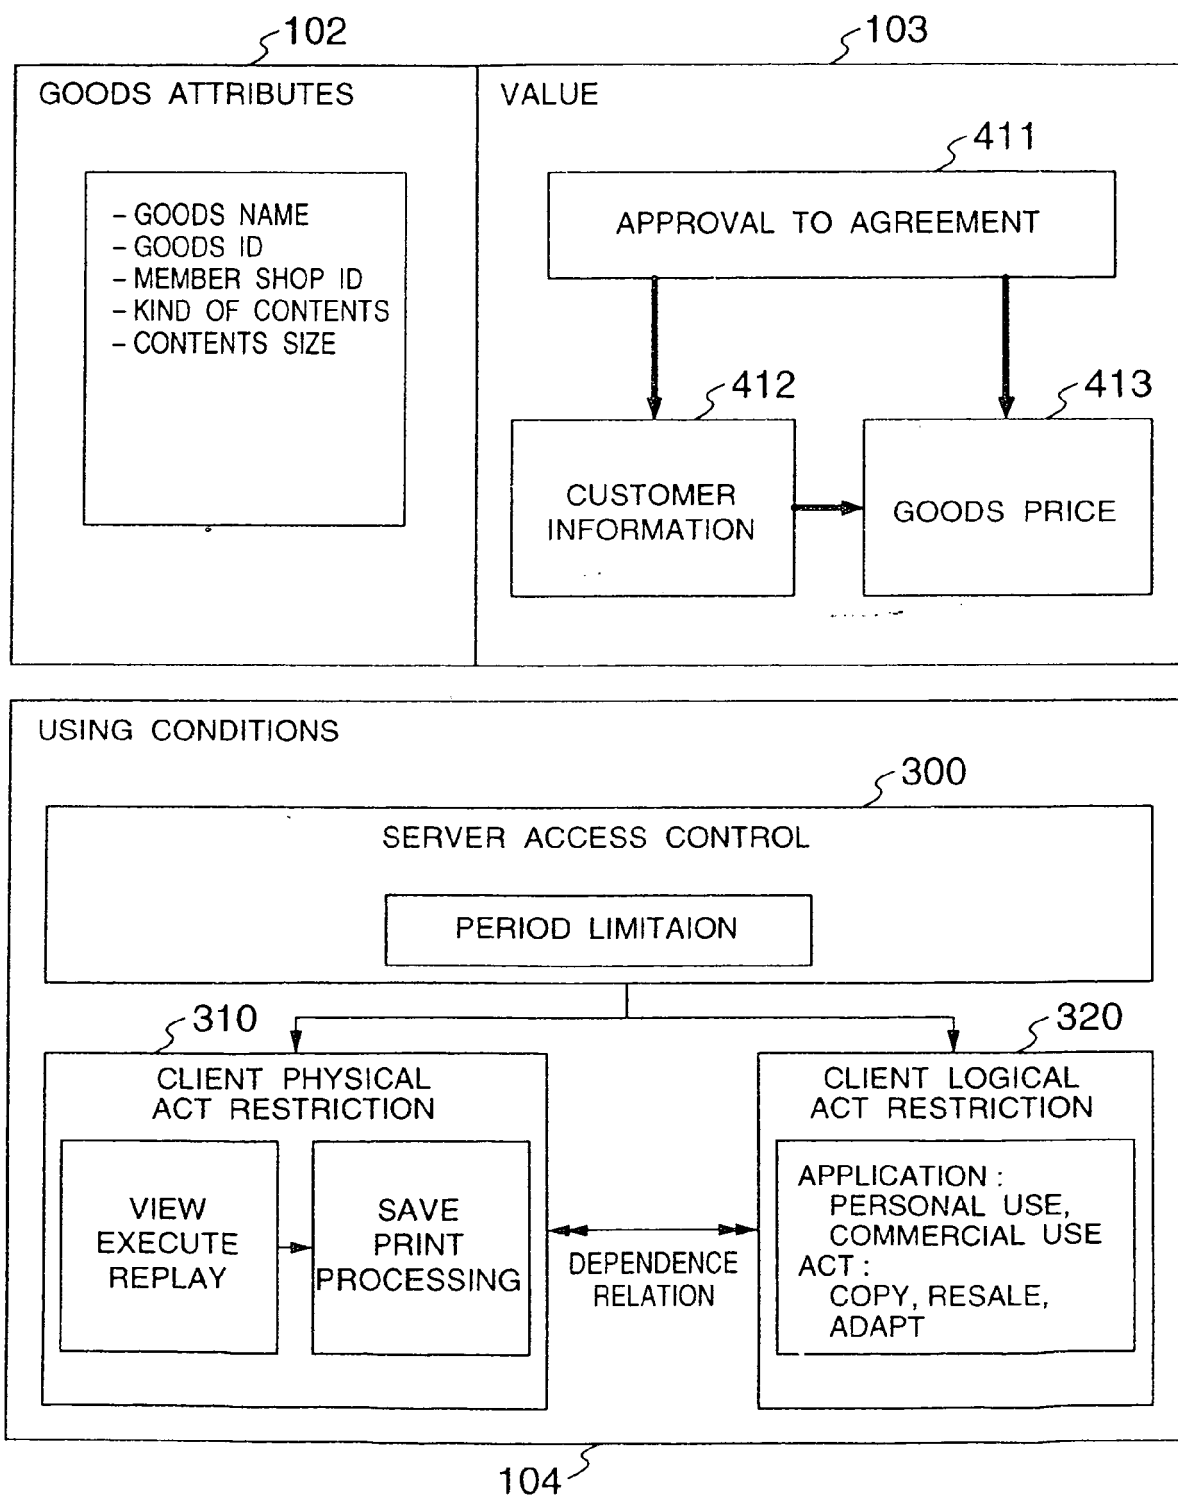 102
103
GOODS ATTRIBUTES
- GOODS NAME
- GOODS ID
- MEMBER SHOP ID
- KIND OF CONTENTS
- CONTENTS SIZE
VALUE
411
APPROVAL TO AGREEMENT
412
413
CUSTOMER
INFORMATION
GOODS PRICE
USING CONDITIONS
300
SERVER ACCESS CONTROL
PERIOD LIMITAION
310
320
CLIENT PHYSICAL
ACT RESTRICTION
VIEW
EXECUTE
REPLAY
SAVE
PRINT
PROCESSING
DEPENDENCE
RELATION
CLIENT LOGICAL
ACT RESTRICTION
APPLICATION :
PERSONAL USE,
COMMERCIAL USE
ACT :
COPY, RESALE,
ADAPT
104